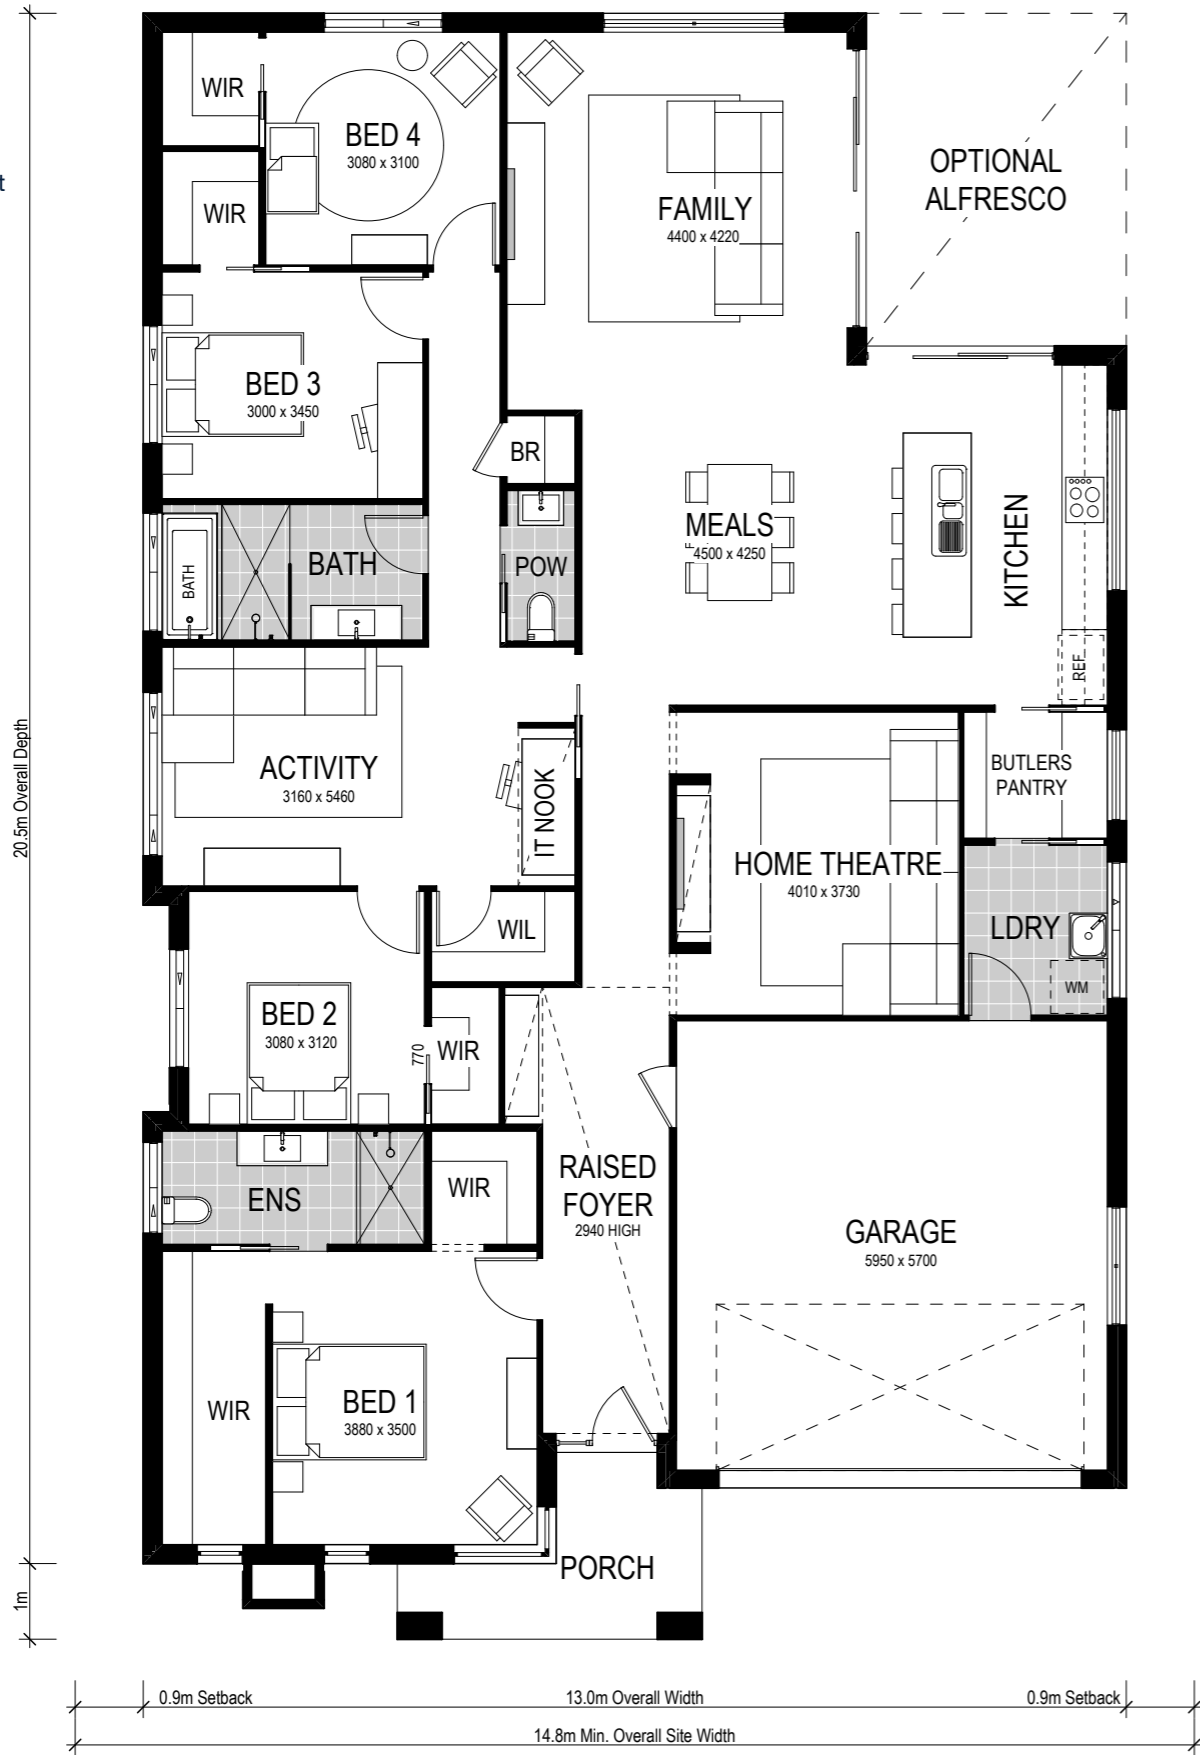 t
WIR
BED 4
3080 x 3100
WIR
FAMILY
4400 x 4220
OPTIONAL
ALFRESCO
BED 3
3000 x 3450
BR
MEALS
4500 x 4250
KITCHEN
BATH
BATH
POW
REF
ACTIVITY
3160 x 5460
IT NOOK
BUTLERS
PANTRY
HOME THEATRE
4010 x 3730
WIL
LDRY
WM
BED 2
3080 x 3120
770
WIR
ENS
WIR
RAISED
FOYER
2940 HIGH
GARAGE
5950 x 5700
WIR
BED 1
3880 x 3500
PORCH
20.5m Overall Depth
1m
0.9m Setback
13.0m Overall Width
0.9m Setback
14.8m Min. Overall Site Width